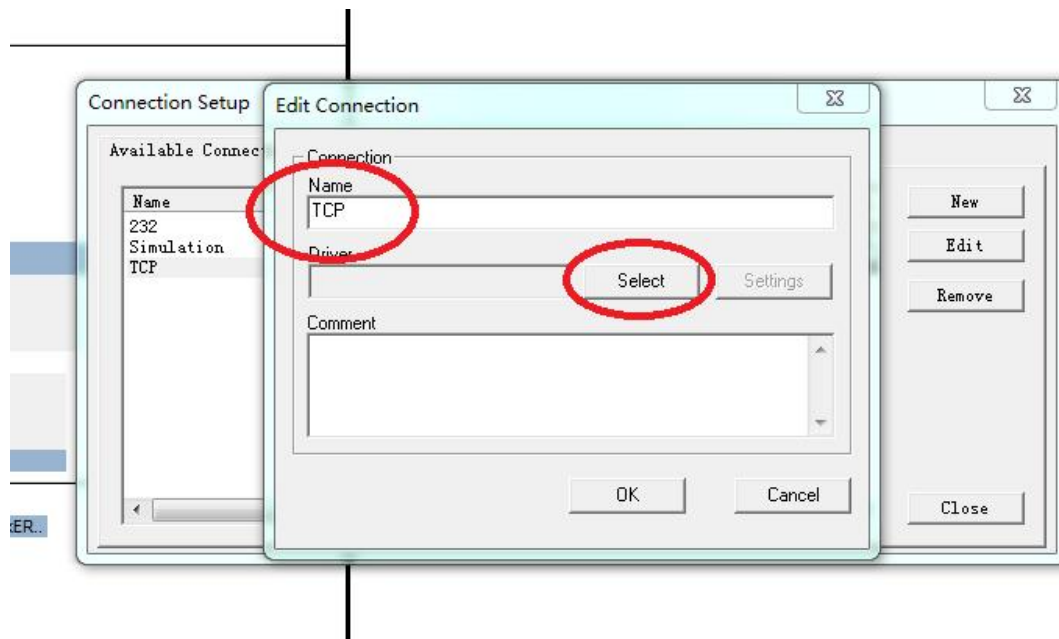 Connection Setup
Edit Connection
Available Connec
Connection
Name
TCP
Name
232
Simulation
TCP
Driver
Select
Settings
Comment
OK
Cancel
New
Edit
Remove
Close
ER..